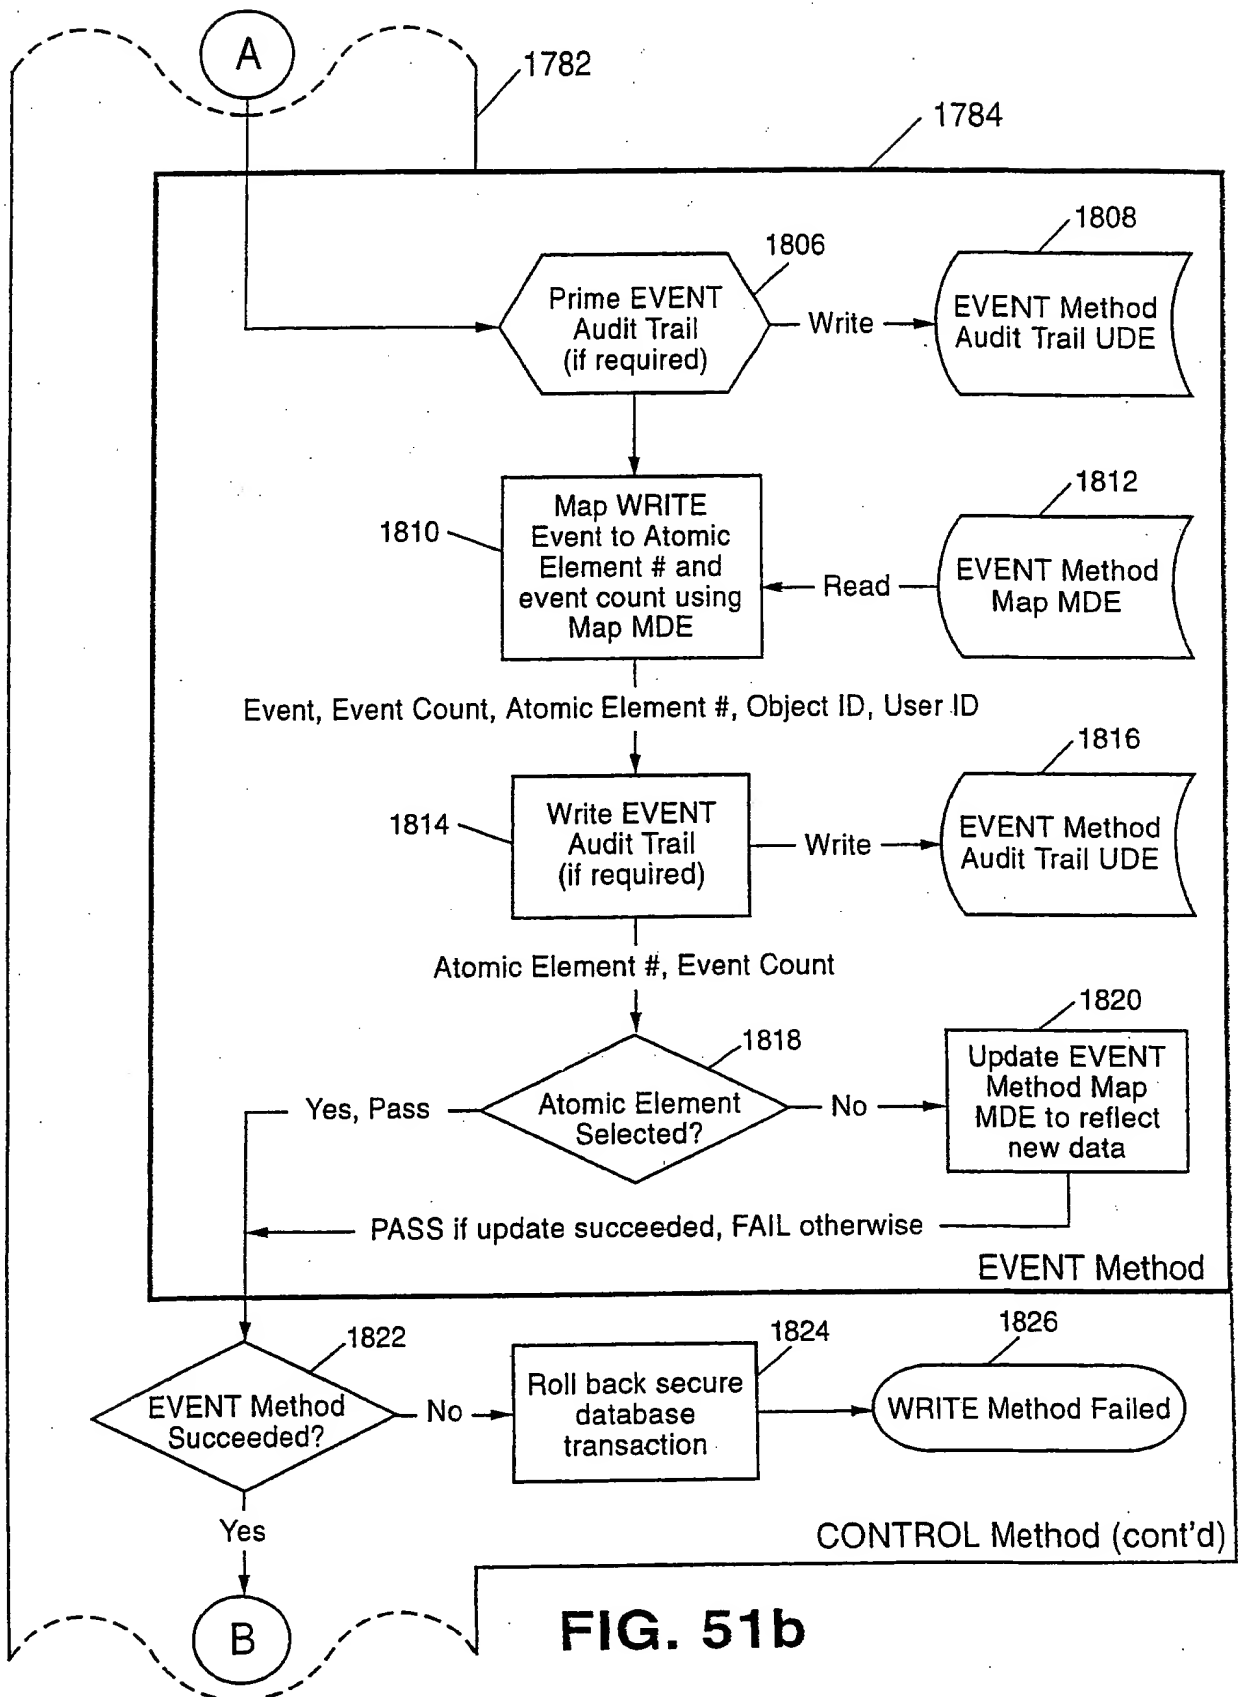 A
1782
1784
1806
1808
Prime EVENT
Audit Trail
(if required)
Write
EVENT Method
Audit Trail UDE
1810
Map WRITE
Event to Atomic
Element # and
event count using
Map MDE
Read
1812
EVENT Method
Map MDE
Event, Event Count, Atomic Element #, Object ID, User ID
1814
Write EVENT
Audit Trail
(if required)
Write
1816
EVENT Method
Audit Trail UDE
Atomic Element #, Event Count
1818
1820
Yes, Pass
Atomic Element
Selected?
No
Update EVENT
Method Map
MDE to reflect
new data
PASS if update succeeded, FAIL otherwise
EVENT Method
1822
1824
1826
EVENT Method
Succeeded?
No
Roll back secure
database
transaction
WRITE Method Failed
Yes
CONTROL Method (cont'd)
B
FIG. 51b